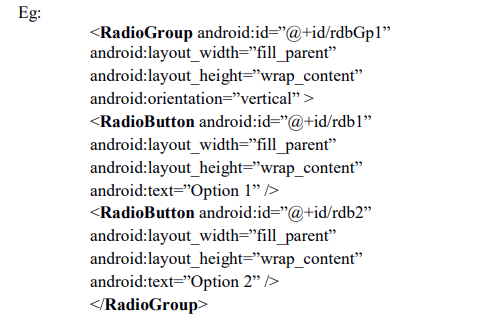 Eg:
<RadioGroup android:id=”@+id/rdbGp1”
android:layout_width=”fill_parent”
android:layout_height=”wrap_content”
android:orientation=”vertical” >
<RadioButton android:id=”@+id/rdb1”
android:layout_width=”fill_parent”
android:layout_height=”wrap_content”
android:text=”Option 1” />
<RadioButton android:id=”@+id/rdb2”
android:layout_width=”fill_parent”
android:layout_height=”wrap_content”
android:text=”Option 2” />
</RadioGroup>